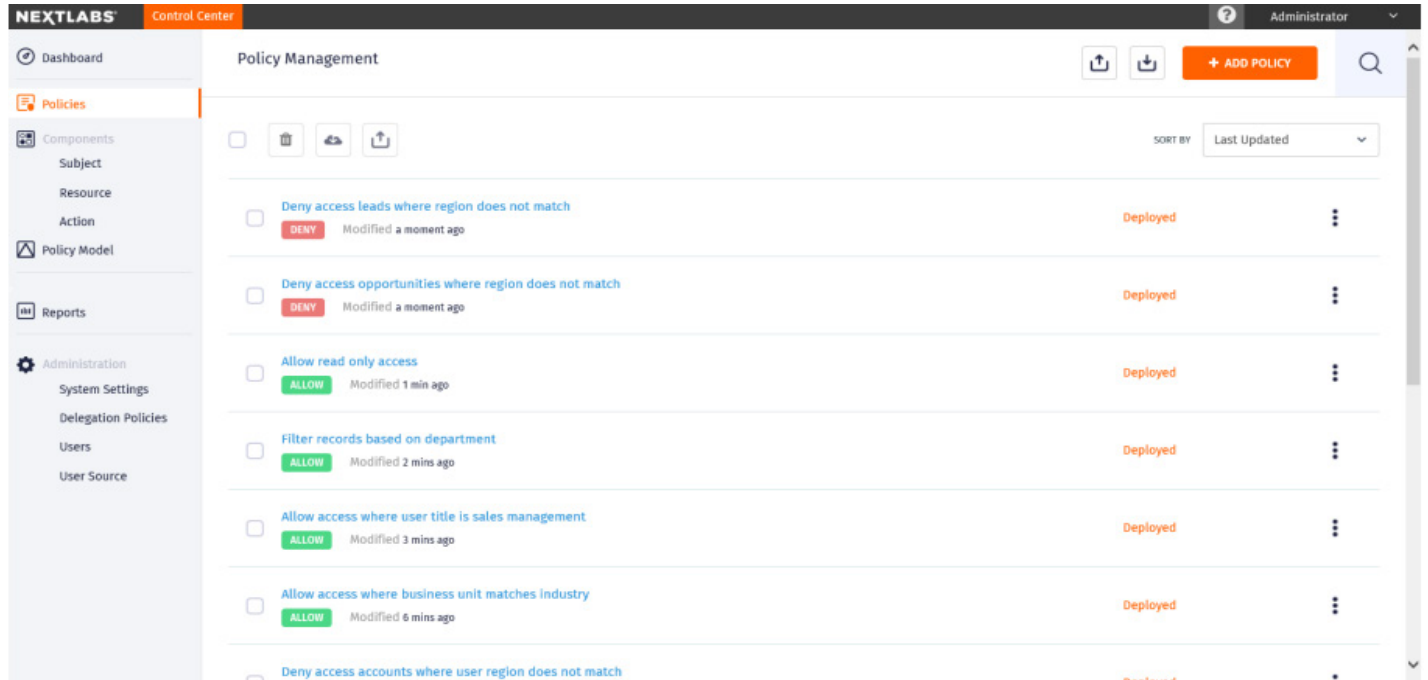 NEXTLABS® Control Center
? Administrator
Dashboard
Policies
Components
Subject
Resource
Action
Policy Model
Reports
Administration
System Settings
Delegation Policies
Users
User Source
Policy Management
+ ADD POLICY
SORT BY Last Updated
Deny access leads where region does not match
DENY Modified a moment ago
Deployed
Deny access opportunities where region does not match
DENY Modified a moment ago
Deployed
Allow read only access
ALLOW Modified 1 min ago
Deployed
Filter records based on department
ALLOW Modified 2 mins ago
Deployed
Allow access where user title is sales management
ALLOW Modified 3 mins ago
Deployed
Allow access where business unit matches industry
ALLOW Modified 6 mins ago
Deployed
Deny access accounts where user region does not match
Deployed